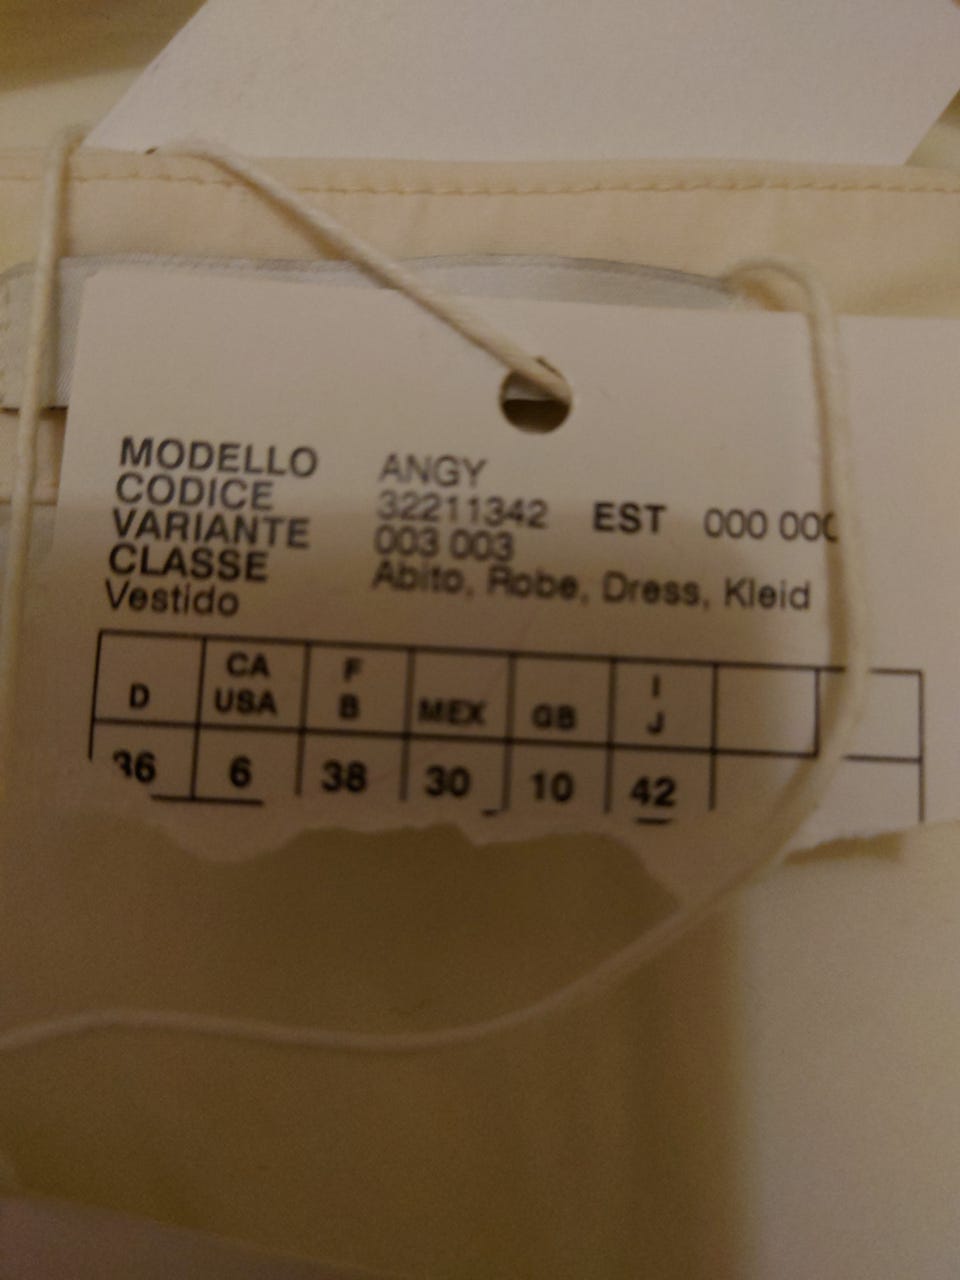 MODELLO ANGY
CODICE 32211342 EST 000 000
VARIANTE 003 003
CLASSE Abito, Robe, Dress, Kleid
Vestido
D CA USA F B MEX GB I J
36 6 38 30 10 42